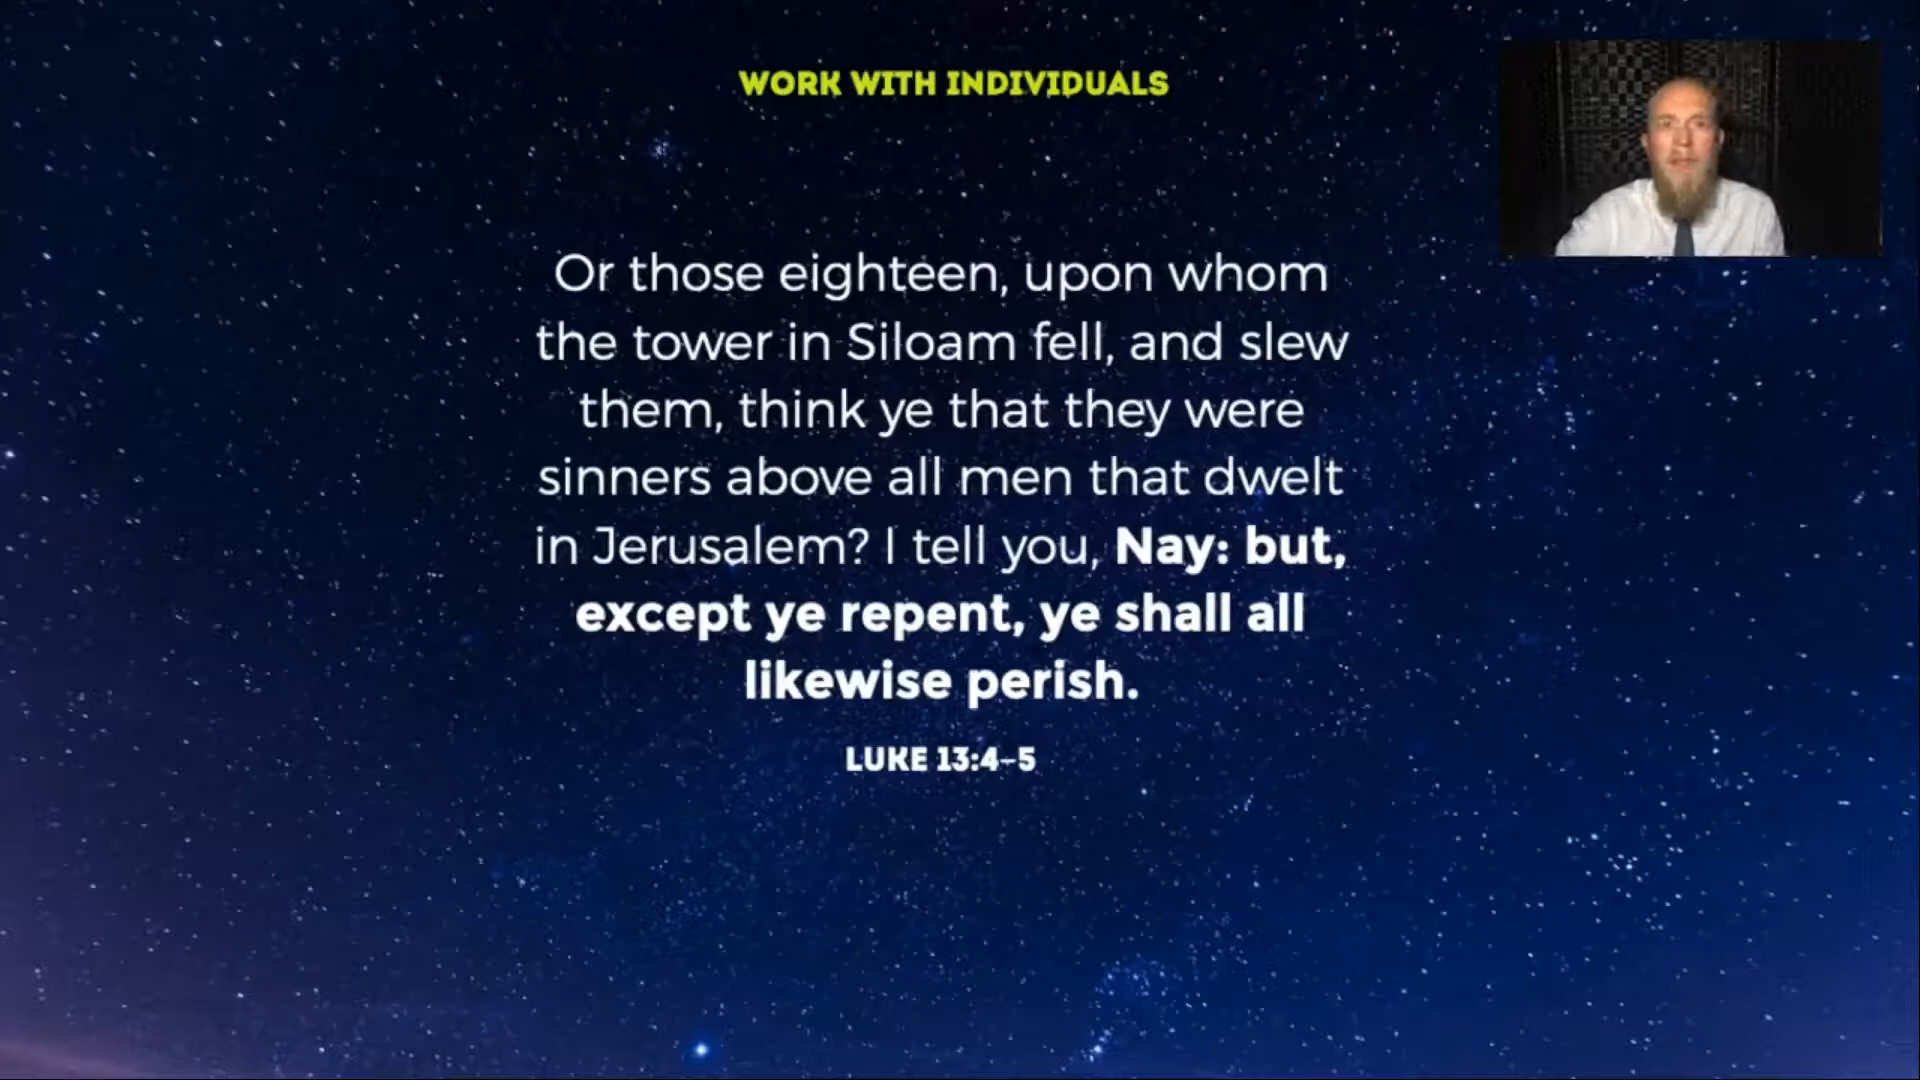 WORK WITH INDIVIDUALS
Or those eighteen, upon whom
the tower in Siloam fell, and slew
them, think ye that they were
sinners above all men that dwelt
in Jerusalem? I tell you, Nay: but,
except ye repent, ye shall all
likewise perish.
LUKE 13:4-5